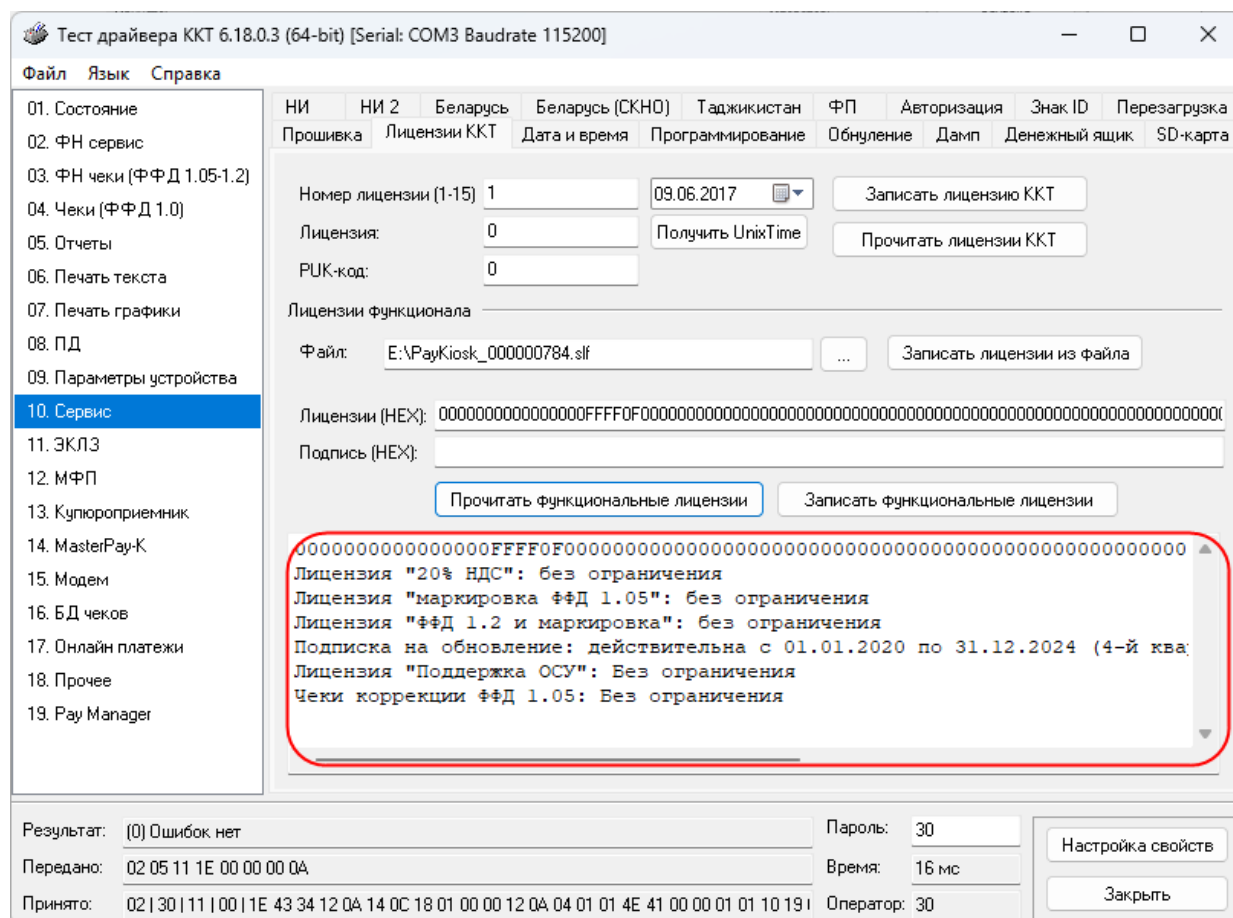 Тест драйвера ККТ 6.18.0.3 (64-bit) [Serial: COM3 Baudrate 115200]
Файл Язык Справка
01. Состояние
02. ФН сервис
03. ФН чеки (ФФД 1.05-1.2)
04. Чеки (ФФД 1.0)
05. Отчеты
06. Печать текста
07. Печать графики
08. ПД
09. Параметры устройства
10. Сервис
11. ЭКЛЗ
12. МФП
13. Купюроприемник
14. MasterPay-K
15. Модем
16. БД чеков
17. Онлайн платежи
18. Прочее
19. Pay Manager
НИ НИ 2 Беларусь Беларусь (СКНО) Таджикистан ФП Авторизация Знак ID Перезагрузка
Прошивка Лицензии ККТ Дата и время Программирование Обнуление Дамп Денежный ящик SD-карта
Номер лицензии (1-15) 1 09.06.2017 Записать лицензию ККТ
Лицензия: 0 Получить UnixTime Прочитать лицензии ККТ
PUK-код: 0
Лицензии функционала
Файл: E:\PayKiosk_000000784.slf ... Записать лицензии из файла
Лицензии (HEX):
Подпись (HEX):
Прочитать функциональные лицензии Записать функциональные лицензии
Лицензия "20% НДС": без ограничения
Лицензия "маркировка ФФД 1.05": без ограничения
Лицензия "ФФД 1.2 и маркировка": без ограничения
Подписка на обновление: действительна с 01.01.2020 по 31.12.2024 (4-й
Лицензия "Поддержка ОСУ": Без ограничения
Чеки коррекции ФФД 1.05: Без ограничения
Результат: (0) Ошибок нет Пароль: 30 Настройка свойств
Передано: 02 05 11 1E 00 00 00 0A Время: 16 мс
Принято: 02 | 30 | 11 | 00 | 1E 43 34 12 0A 14 0C 18 01 00 00 12 0A 04 01 01 4E 41 00 00 01 01 10 19 Оператор: 30 Закрыть